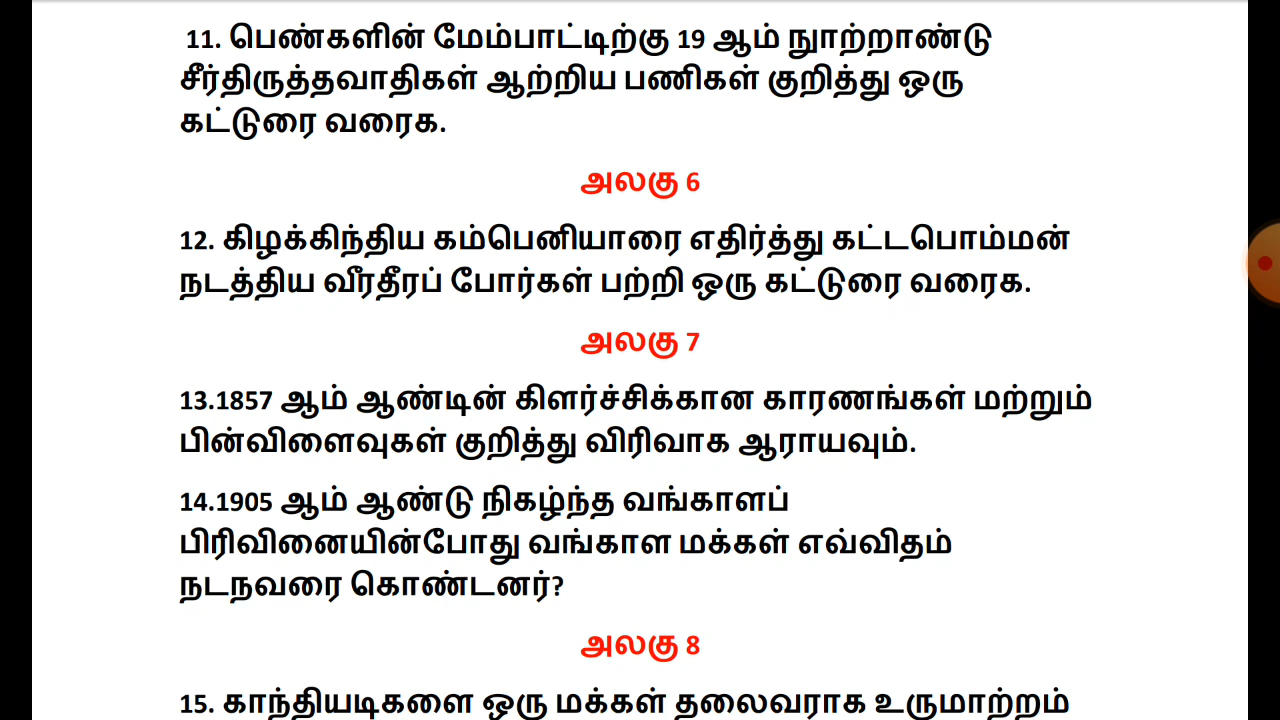 11. பெண்களின் மேம்பாட்டிற்கு 19 ஆம் நூற்றாண்டு
சீர்திருத்தவாதிகள் ஆற்றிய பணிகள் குறித்து ஒரு
கட்டுரை வரைக.
அலகு 6
12. கிழக்கிந்திய கம்பெனியாரை எதிர்த்து கட்டபொம்மன்
நடத்திய வீரதீரப் போர்கள் பற்றி ஒரு கட்டுரை வரைக.
அலகு 7
13.1857 ஆம் ஆண்டின் கிளர்ச்சிக்கான காரணங்கள் மற்றும்
பின்விளைவுகள் குறித்து விரிவாக ஆராயவும்.
14.1905 ஆம் ஆண்டு நிகழ்ந்த வங்காளப்
பிரிவினையின்போது வங்காள மக்கள் எவ்விதம்
நடநவரை கொண்டனர்?
அலகு 8
15. காந்தியடிகளை ஒரு மக்கள் தலைவராக உருமாற்றம்